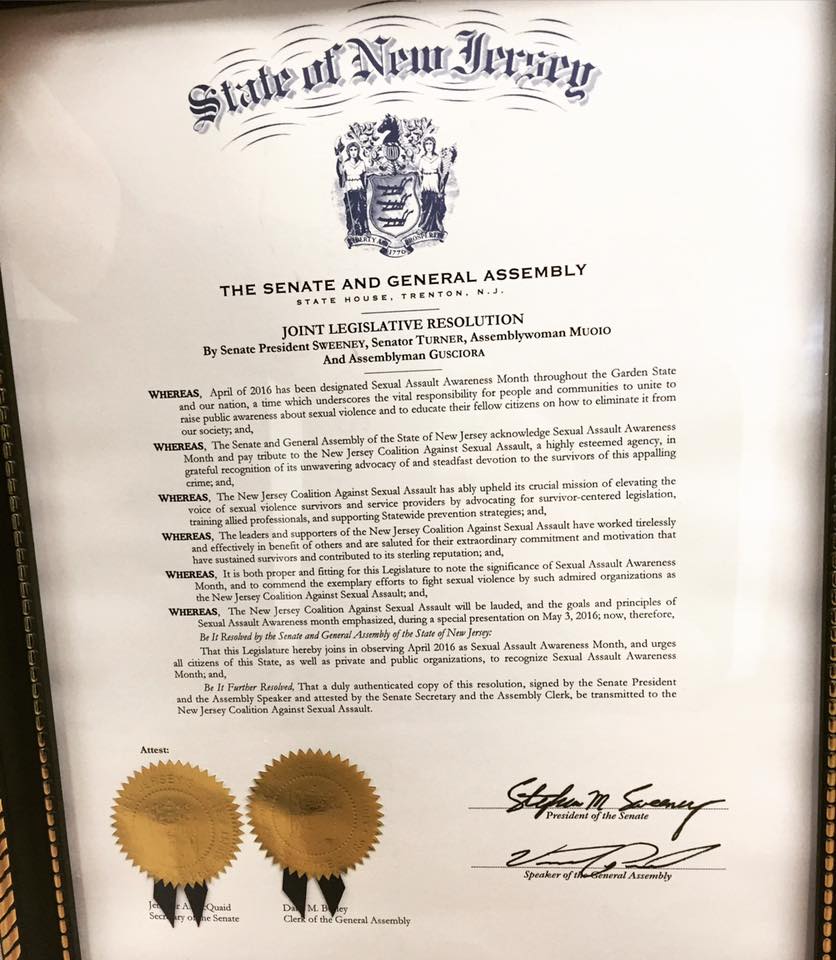 State of New Jersey
LIBERTY AND PROSPERITY
1776
THE SENATE AND GENERAL ASSEMBLY
STATE HOUSE, TRENTON, N.J.
JOINT LEGISLATIVE RESOLUTION
By Senate President SWEENEY, Senator TURNER, Assemblywoman MUOIO
And Assemblyman GUSCIORA
WHEREAS, April of 2016 has been designated Sexual Assault Awareness Month throughout the Garden State
and our nation, a time which underscores the vital responsibility for people and communities to unite to
raise public awareness about sexual violence and to educate their fellow citizens on how to eliminate it from
our society; and,
WHEREAS, The Senate and General Assembly of the State of New Jersey acknowledge Sexual Assault Awareness
Month and pay tribute to the New Jersey Coalition Against Sexual Assault, a highly esteemed agency, in
grateful recognition of its unwavering advocacy of and steadfast devotion to the survivors of this appalling
crime; and,
WHEREAS, The New Jersey Coalition Against Sexual Assault has ably upheld its crucial mission of elevating the
voice of sexual violence survivors and service providers by advocating for survivor-centered legislation,
training allied professionals, and supporting Statewide prevention strategies; and,
WHEREAS, The leaders and supporters of the New Jersey Coalition Against Sexual Assault have worked tirelessly
and effectively in benefit of others and are saluted for their extraordinary commitment and motivation that
have sustained survivors and contributed to its sterling reputation; and,
WHEREAS, It is both proper and fitting for this Legislature to note the significance of Sexual Assault Awareness
Month, and to commend the exemplary efforts to fight sexual violence by such admired organizations as
the New Jersey Coalition Against Sexual Assault; and,
WHEREAS, The New Jersey Coalition Against Sexual Assault will be lauded, and the goals and principles of
Sexual Assault Awareness month emphasized, during a special presentation on May 3, 2016; now, therefore,
Be It Resolved by the Senate and General Assembly of the State of New Jersey:
That this Legislature hereby joins in observing April 2016 as Sexual Assault Awareness Month, and urges
all citizens of this State, as well as private and public organizations, to recognize Sexual Assault Awareness
Month; and,
Be It Further Resolved, That a duly authenticated copy of this resolution, signed by the Senate President
and the Assembly Speaker and attested by the Senate Secretary and the Assembly Clerk, be transmitted to the
New Jersey Coalition Against Sexual Assault.
Attest:
Stephen M Sweeney
President of the Senate
Speaker of the General Assembly
Secretary of the Senate
M.
Clerk of the General Assembly